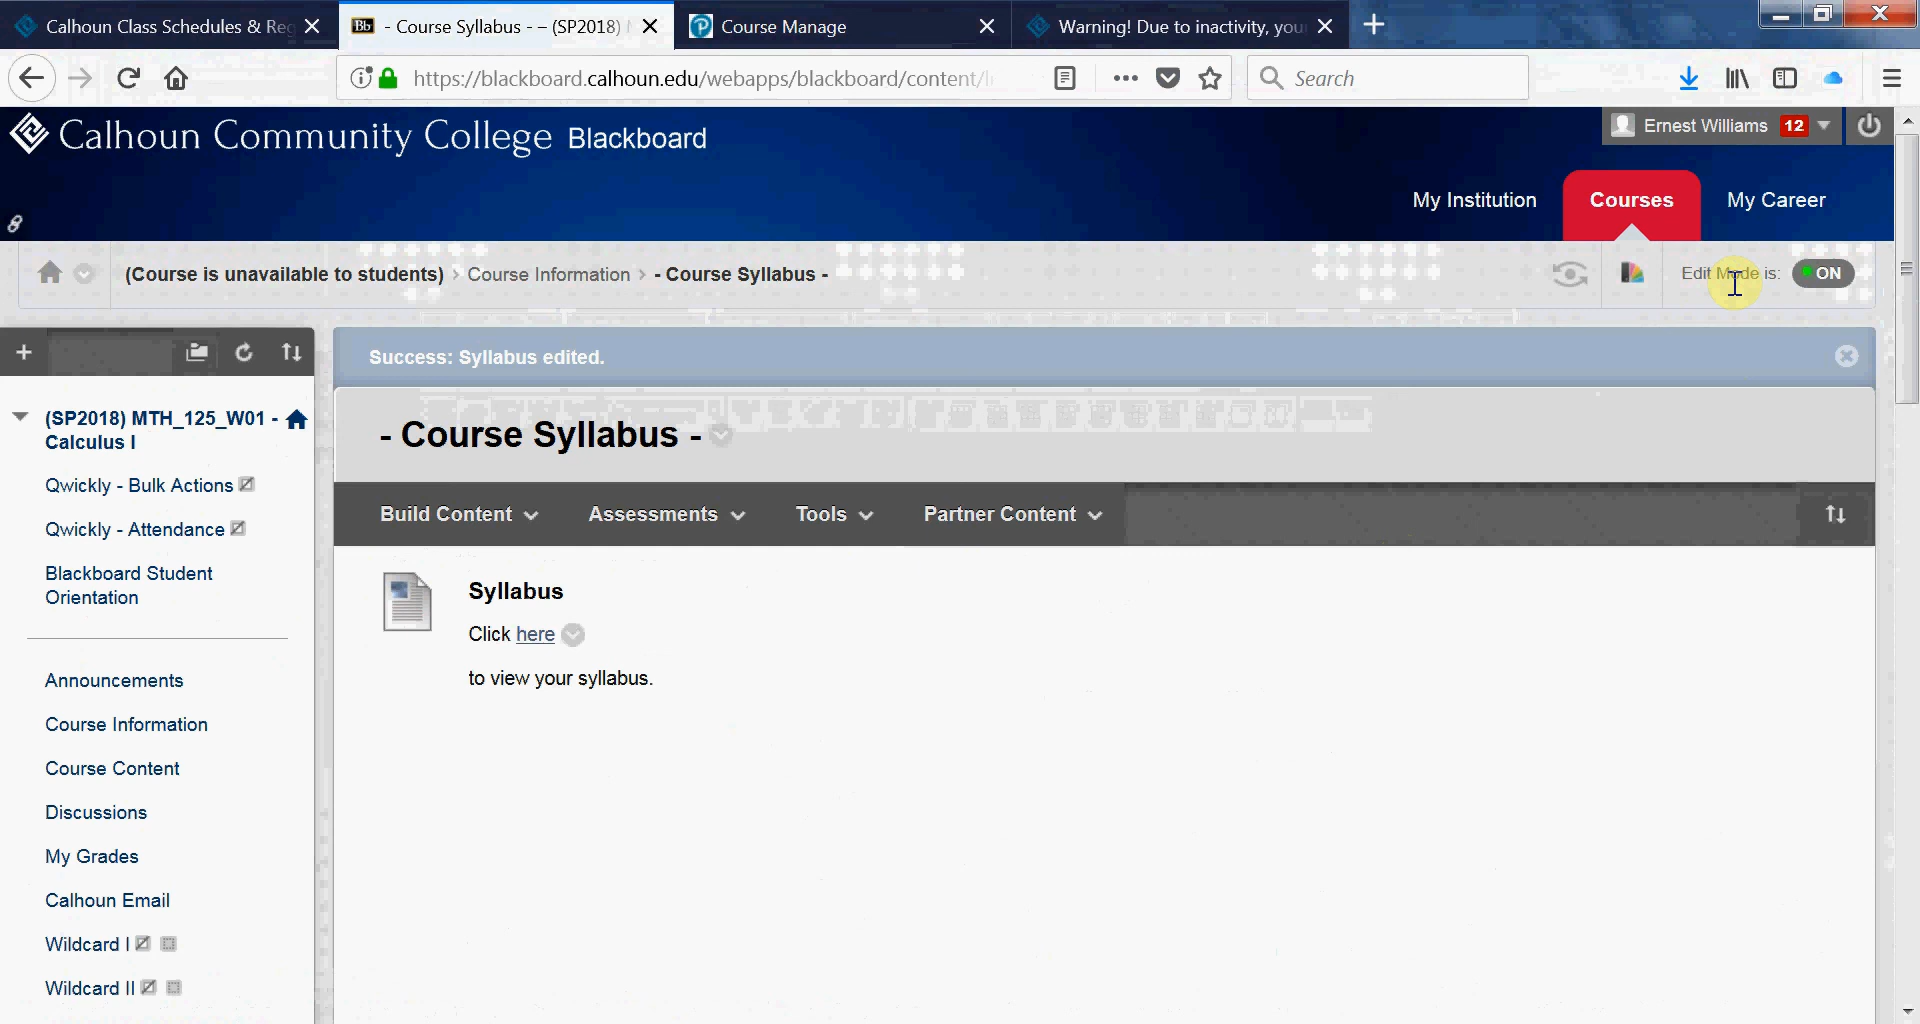 Calhoun Class Schedules & Reg
- Course Syllabus - – (SP2018)
Course Manage
Warning! Due to inactivity, you
https://blackboard.calhoun.edu/webapps/blackboard/content/l
Search
Calhoun Community College Blackboard
Ernest Williams 12
My Institution
Courses
My Career
(Course is unavailable to students) > Course Information > - Course Syllabus -
Edit Mode is: ON
Success: Syllabus edited.
(SP2018) MTH_125_W01 -
Calculus I
- Course Syllabus -
Qwickly - Bulk Actions
Qwickly - Attendance
Blackboard Student
Orientation
Build Content
Assessments
Tools
Partner Content
Syllabus
Click here
to view your syllabus.
Announcements
Course Information
Course Content
Discussions
My Grades
Calhoun Email
Wildcard I
Wildcard II